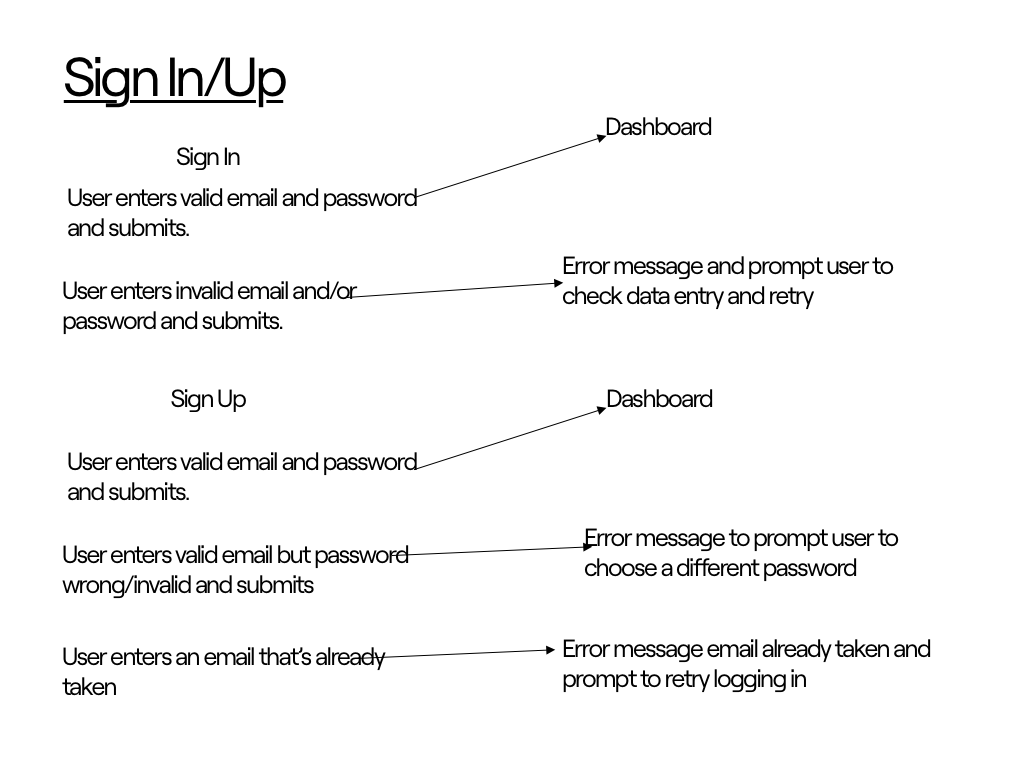 Sign In/Up
Dashboard
Sign In
User enters valid email and password
and submits.
Error message and prompt user to
check data entry and retry
User enters invalid email and/or
password and submits.
Sign Up
Dashboard
User enters valid email and password
and submits.
User enters valid email but password
wrong/invalid and submits
Error message to prompt user to
choose a different password
User enters an email that’s already
taken
Error message email already taken and
prompt to retry logging in